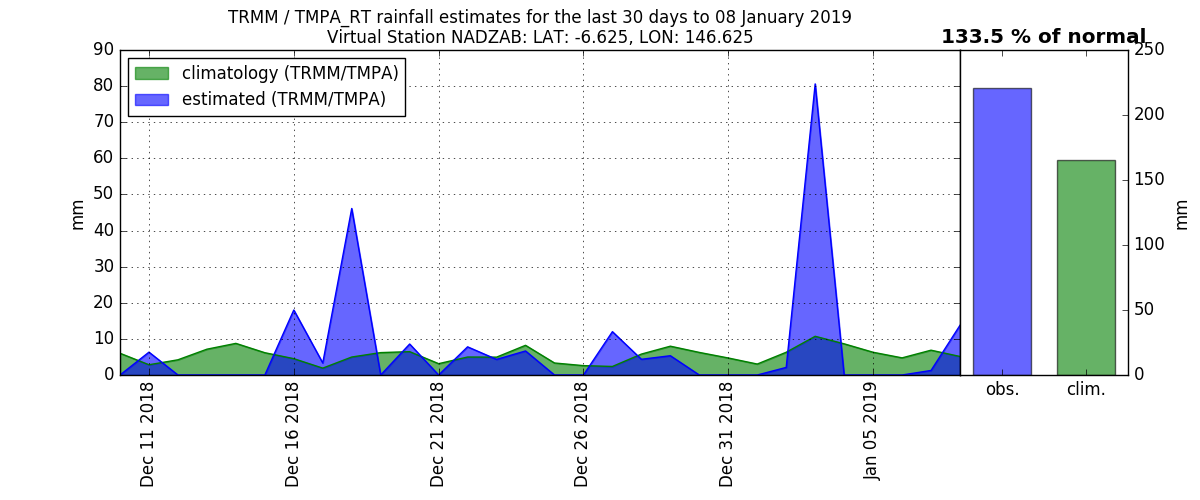 TRMM / TMPA_RT rainfall estimates for the last 30 days to 08 January 2019
Virtual Station NADZAB: LAT: -6.625, LON: 146.625
133.5 % of normal
climatology (TRMM/TMPA)
estimated (TRMM/TMPA)
mm
90
80
70
60
50
40
30
20
10
0
Dec 11 2018
Dec 16 2018
Dec 21 2018
Dec 26 2018
Dec 31 2018
Jan 05 2019
250
200
150
100
50
0
mm
obs.
clim.